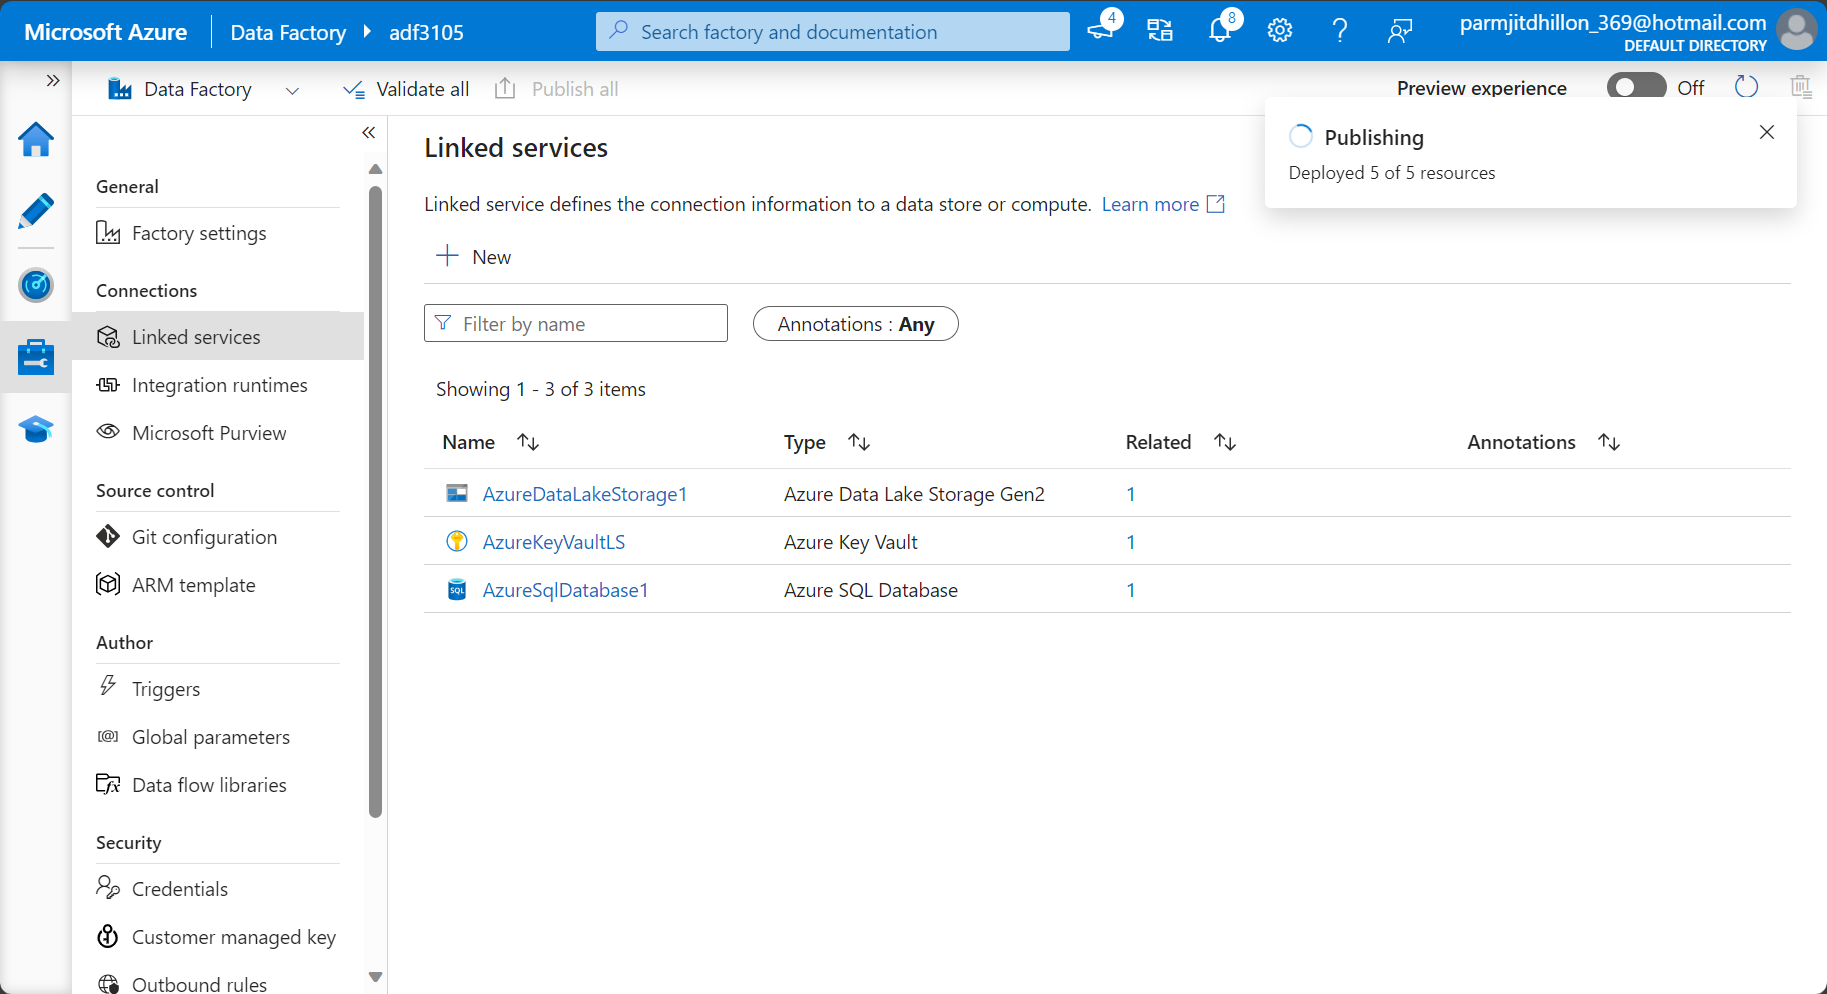 Microsoft Azure
Data Factory
adf3105
Search factory and documentation
4
8
parmjitdhillon_369@hotmail.com
DEFAULT DIRECTORY
Data Factory
Validate all
Publish all
Preview experience
Off
Publishing
Deployed 5 of 5 resources
General
Factory settings
Connections
Linked services
Integration runtimes
Microsoft Purview
Source control
Git configuration
ARM template
Author
Triggers
Global parameters
Data flow libraries
Security
Credentials
Customer managed key
Outbound rules
Linked services
Linked service defines the connection information to a data store or compute. Learn more
New
Filter by name
Annotations : Any
Showing 1 - 3 of 3 items
Name Type Related Annotations
AzureDataLakeStorage1 Azure Data Lake Storage Gen2 1
AzureKeyVaultLS Azure Key Vault 1
SQL AzureSqlDatabase1 Azure SQL Database 1